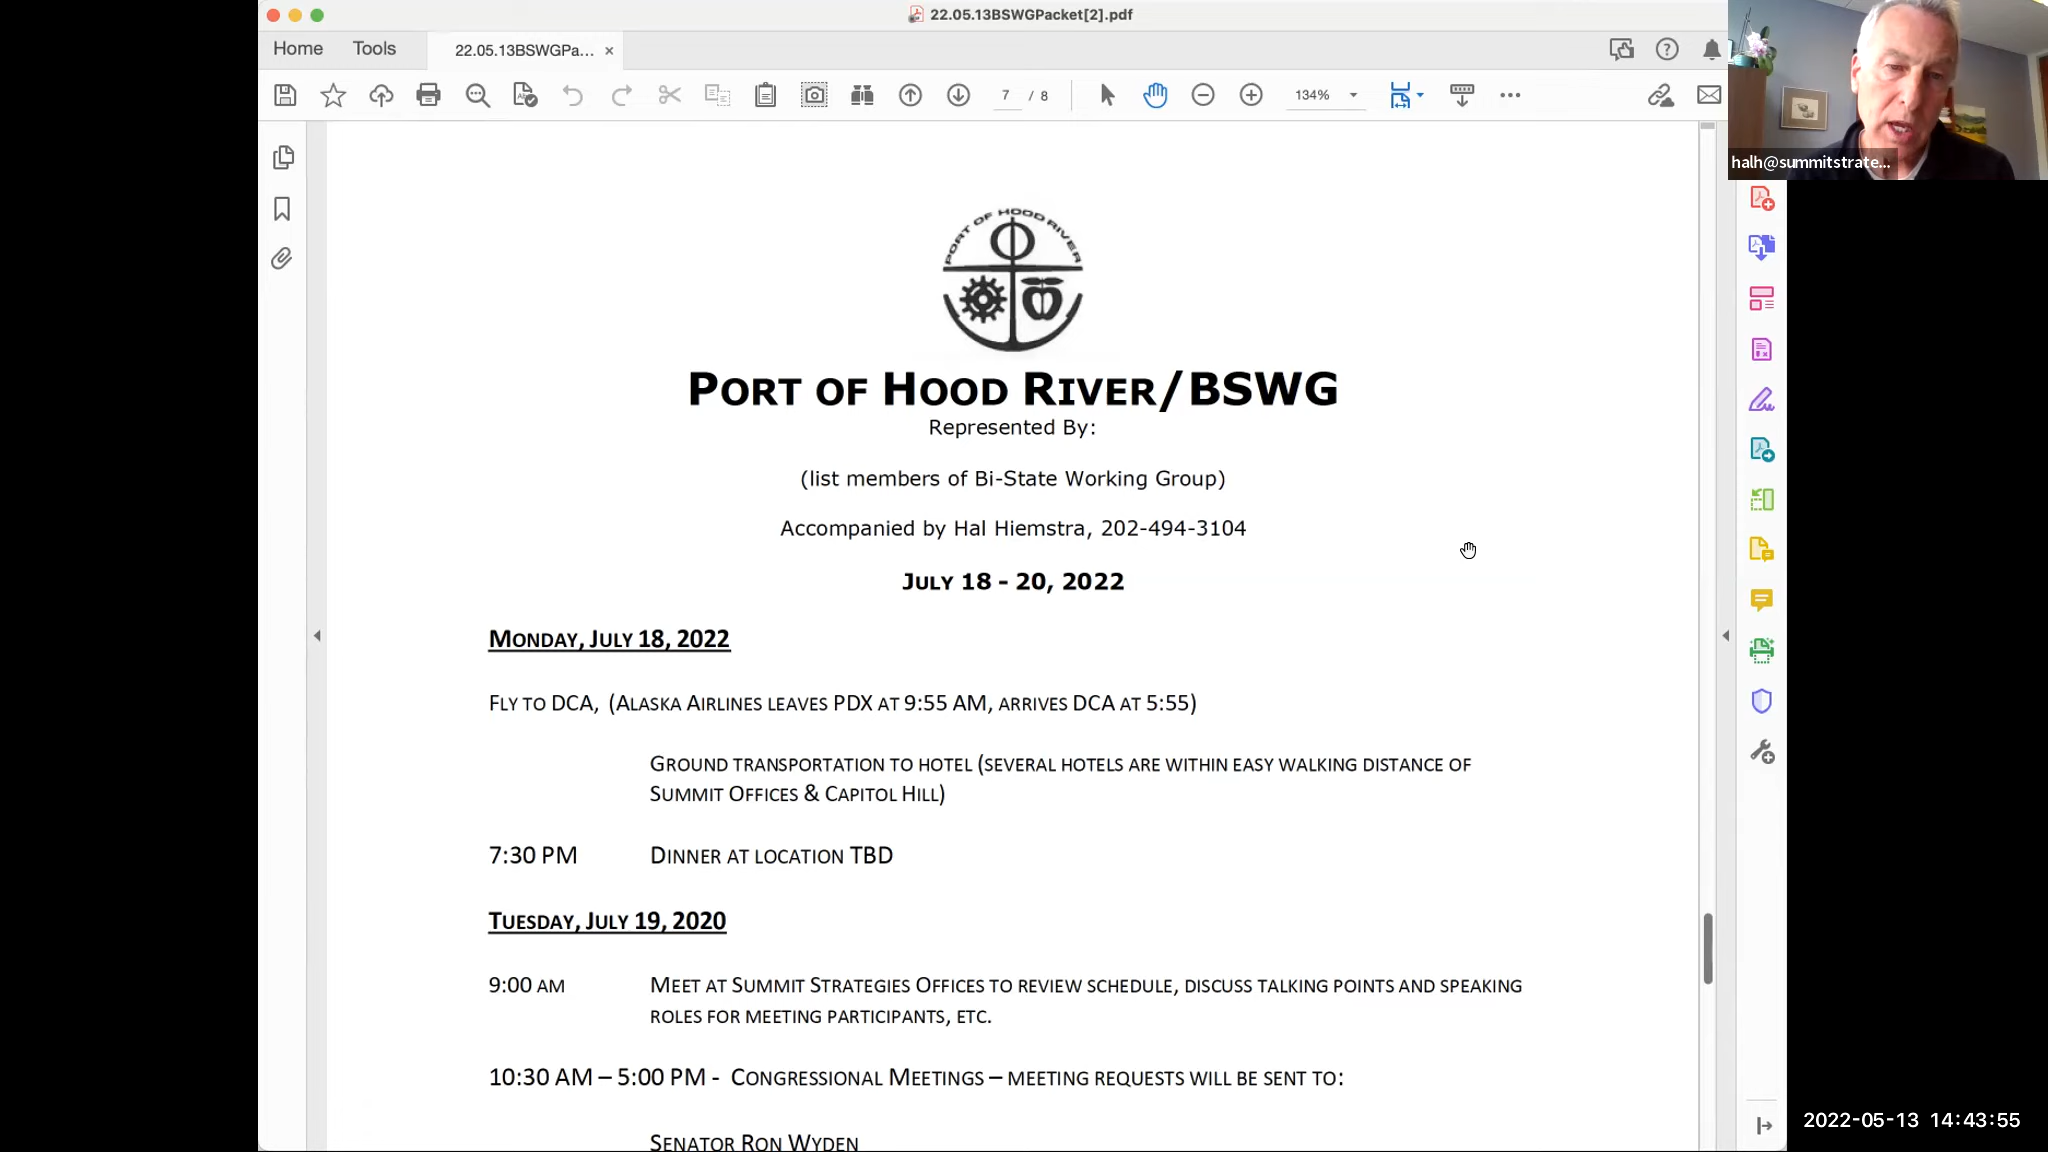 22.05.13BSWGPacket[2].pdf
Home Tools 22.05.13BSWGPa... ×
7 / 8 134%
halh@summitstrate...
PORT OF HOOD RIVER
PORT OF HOOD RIVER/BSWG
Represented By:
(list members of Bi-State Working Group)
Accompanied by Hal Hiemstra, 202-494-3104
JULY 18 - 20, 2022
MONDAY, JULY 18, 2022
FLY TO DCA, (ALASKA AIRLINES LEAVES PDX AT 9:55 AM, ARRIVES DCA AT 5:55)
GROUND TRANSPORTATION TO HOTEL (SEVERAL HOTELS ARE WITHIN EASY WALKING DISTANCE OF
SUMMIT OFFICES & CAPITOL HILL)
7:30 PM DINNER AT LOCATION TBD
TUESDAY, JULY 19, 2020
9:00 AM MEET AT SUMMIT STRATEGIES OFFICES TO REVIEW SCHEDULE, DISCUSS TALKING POINTS AND SPEAKING
ROLES FOR MEETING PARTICIPANTS, ETC.
10:30 AM – 5:00 PM - CONGRESSIONAL MEETINGS – MEETING REQUESTS WILL BE SENT TO:
SENATOR RON WYDEN
2022-05-13 14:43:55